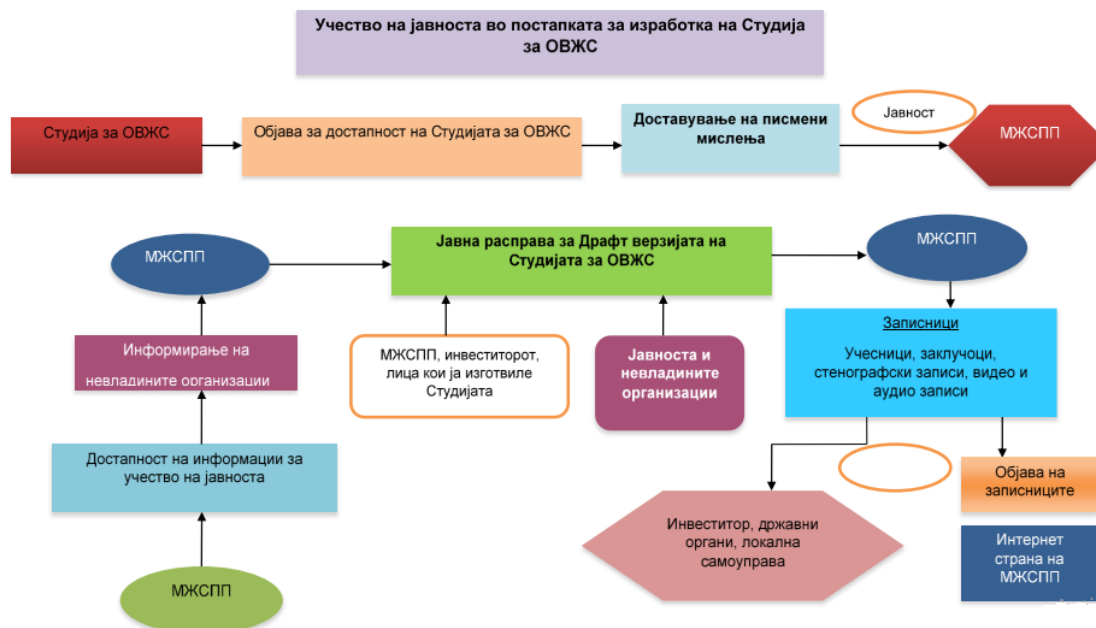 Учество на јавноста во постапката за изработка на Студија
за ОВЖС
Студија за ОВЖС
Објава за достапност на Студијата за ОВЖС
Доставување на писмени
мислења
Јавност
МЖСПП
МЖСПП
Јавна расправа за Драфт верзијата на
Студијата за ОВЖС
МЖСПП
Информирање на
невладините организации
МЖСПП, инвеститорот,
лица кои ја изготвиле
Студијата
Јавноста и
невладините
организации
Записници
Учесници, заклучоци,
стенографски записи, видео и
аудио записи
Достапност на информации за
учество на јавноста
Објава на
записниците
Инвеститор, државни
органи, локална
самоуправа
Интернет
страна на
МЖСПП
МЖСПП